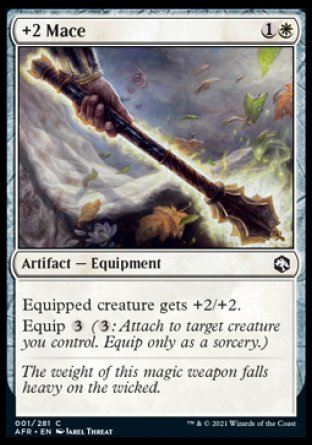 +2 Mace 1
Artifact — Equipment
Equipped creature gets +2/+2.
Equip 3 (3: Attach to target creature
you control. Equip only as a sorcery.)
The weight of this magic weapon falls
heavy on the wicked.
001/281 C
AFR • EN JAREL THREAT ™ & © 2021 Wizards of the Coast